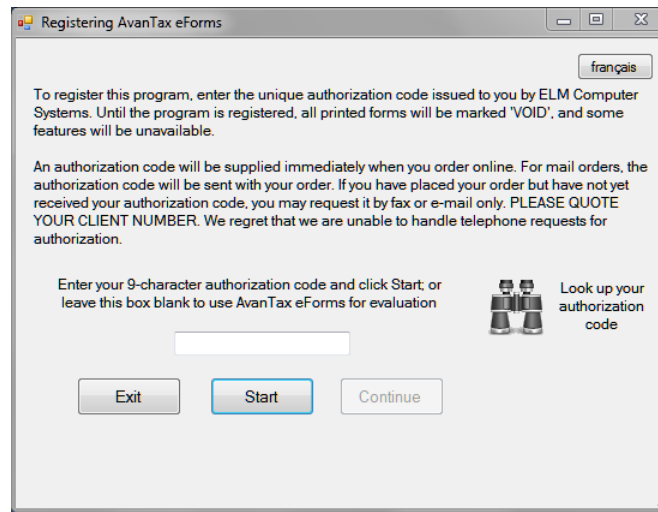 Registering AvanTax eForms
français
To register this program, enter the unique authorization code issued to you by ELM Computer
Systems. Until the program is registered, all printed forms will be marked 'VOID', and some
features will be unavailable.
An authorization code will be supplied immediately when you order online. For mail orders, the
authorization code will be sent with your order. If you have placed your order but have not yet
received your authorization code, you may request it by fax or e-mail only. PLEASE QUOTE
YOUR CLIENT NUMBER. We regret that we are unable to handle telephone requests for
authorization.
Enter your 9-character authorization code and click Start; or
leave this box blank to use AvanTax eForms for evaluation
Look up your
authorization
code
Exit
Start
Continue